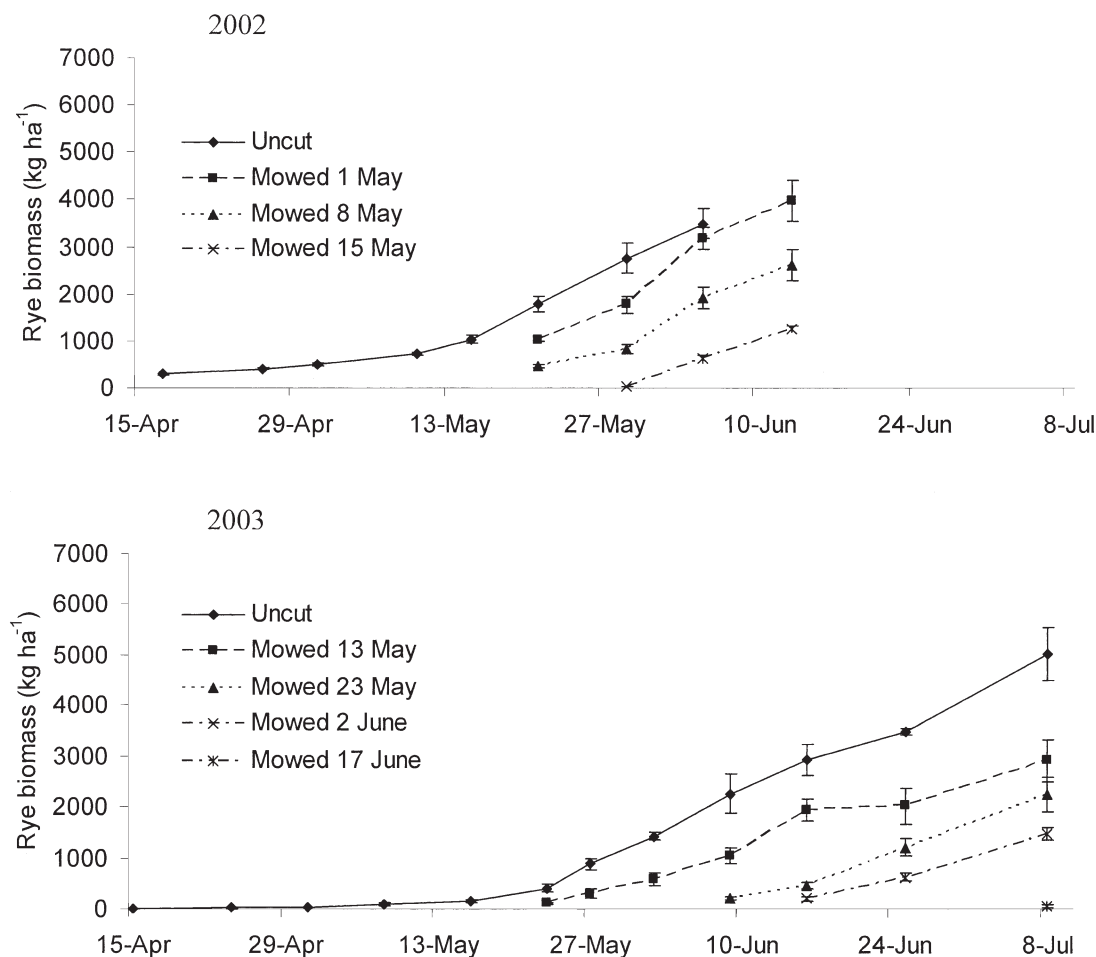 2002
7000
6000
5000
4000
3000
2000
1000
0
Rye biomass (kg ha⁻¹)
Uncut
Mowed 1 May
Mowed 8 May
Mowed 15 May
15-Apr 29-Apr 13-May 27-May 10-Jun 24-Jun 8-Jul
2003
7000
6000
5000
4000
3000
2000
1000
0
Rye biomass (kg ha⁻¹)
Uncut
Mowed 13 May
Mowed 23 May
Mowed 2 June
Mowed 17 June
15-Apr 29-Apr 13-May 27-May 10-Jun 24-Jun 8-Jul